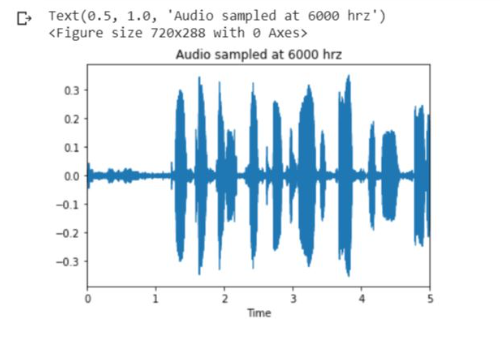 Text(0.5, 1.0, 'Audio sampled at 6000 hrz')
<Figure size 720x288 with 0 Axes>
Audio sampled at 6000 hrz
0.3
0.2
0.1
0.0
−0.1
−0.2
−0.3
0 1 2 3 4 5
Time